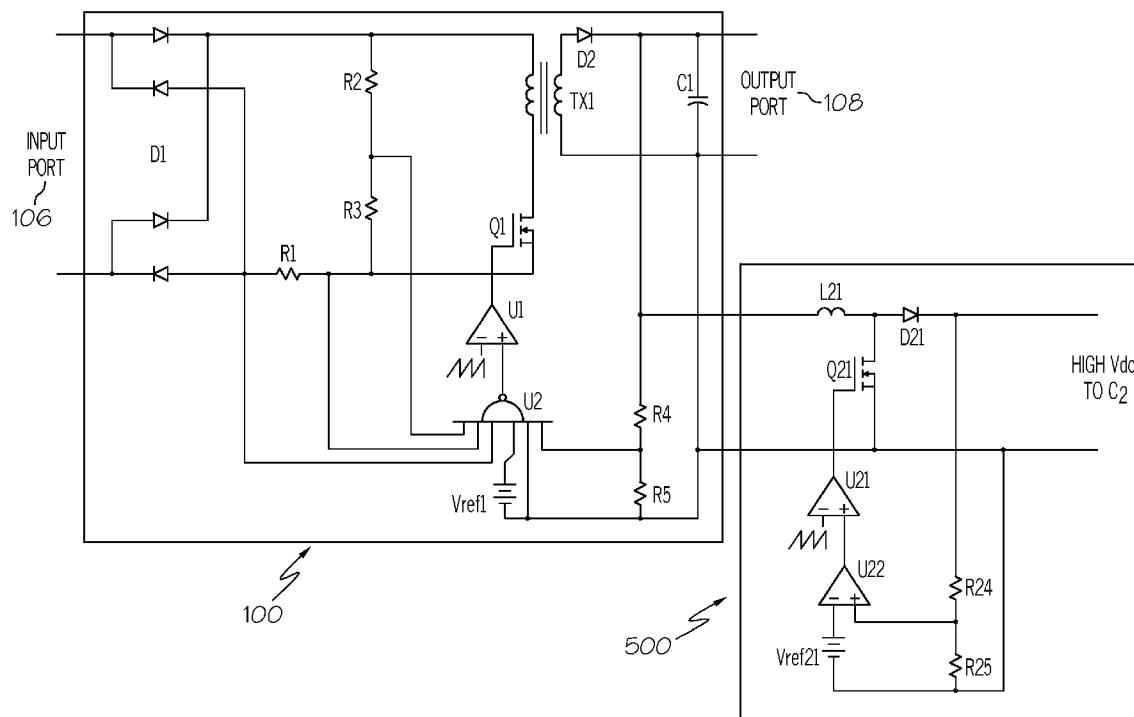 INPUT
PORT
106
D1
R1
R2
R3
Q1
U1
U2
Vref1
TX1
D2
C1
OUTPUT
PORT
108
R4
R5
100
L21
D21
Q21
HIGH Vdc
TO C2
U21
U22
Vref21
R24
R25
500